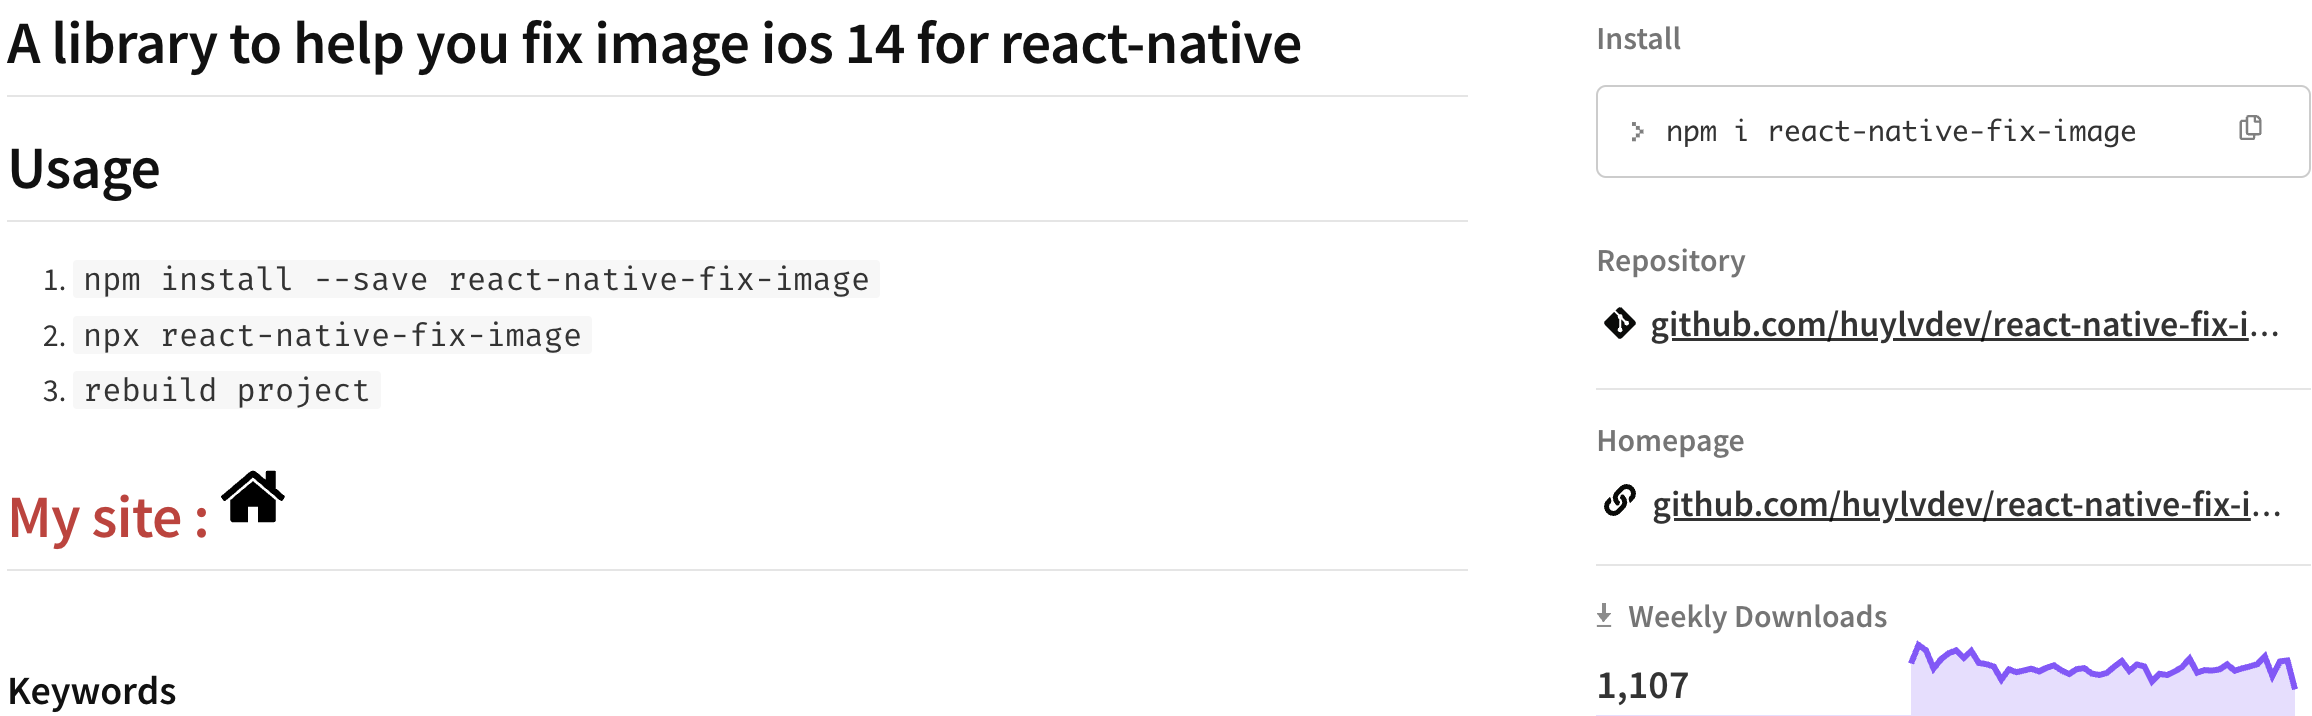 A library to help you fix image ios 14 for react-native
Usage
1. npm install --save react-native-fix-image
2. npx react-native-fix-image
3. rebuild project
My site :
Keywords
Install
> npm i react-native-fix-image
Repository
github.com/huylvdev/react-native-fix-i...
Homepage
github.com/huylvdev/react-native-fix-i...
Weekly Downloads
1,107